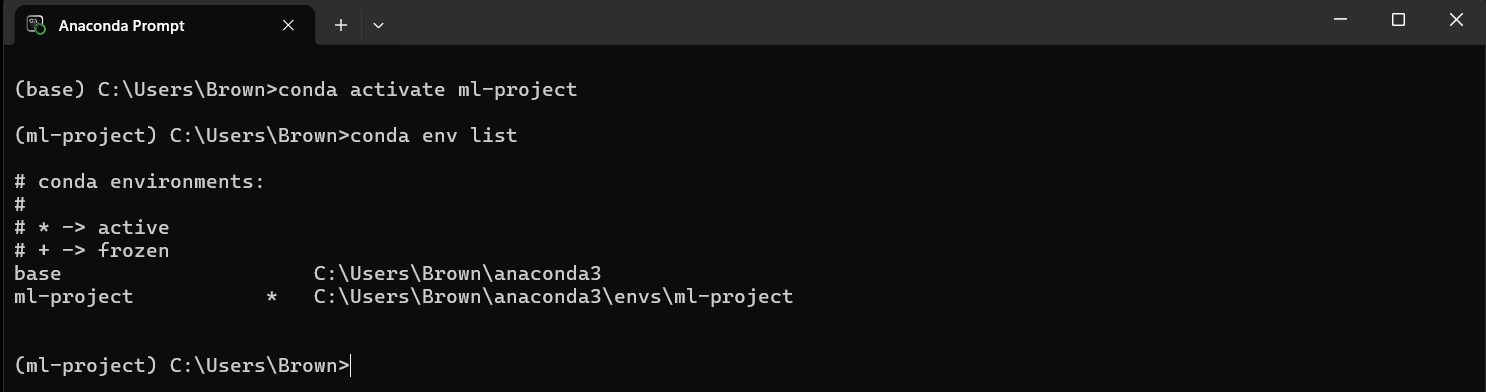 Anaconda Prompt
(base) C:\Users\Brown>conda activate ml-project
(ml-project) C:\Users\Brown>conda env list
# conda environments:
#
# * -> active
# + -> frozen
base                     C:\Users\Brown\anaconda3
ml-project           *   C:\Users\Brown\anaconda3\envs\ml-project
(ml-project) C:\Users\Brown>